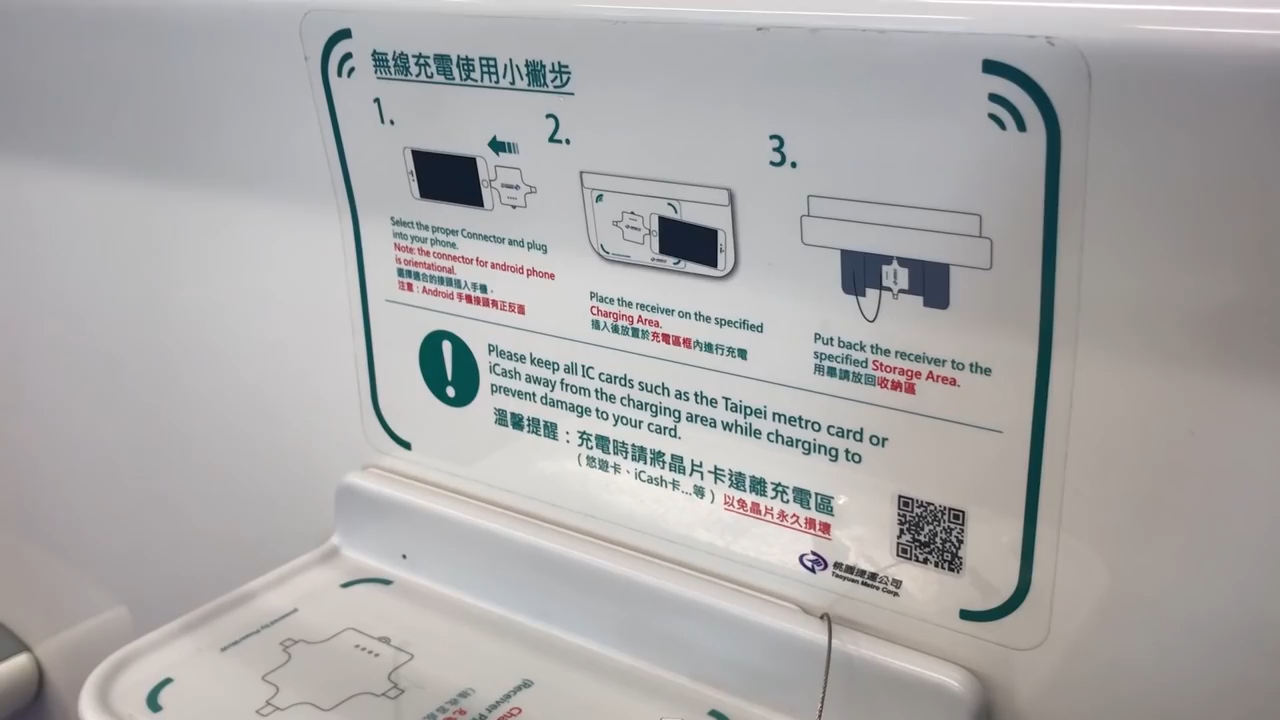 無線充電使用小撇步
1.
2.
3.
Select the proper Connector and plug
into your phone.
Note: the connector for android phone
is orientational.
選擇適合的接頭插入手機。
注意：Android 手機接頭有正反面
Place the receiver on the specified
Charging Area.
插入後放置於充電區框內進行充電
Put back the receiver to the
specified Storage Area.
用畢請放回收納區
Please keep all IC cards such as the Taipei metro card or
iCash away from the charging area while charging to
prevent damage to your card.
溫馨提醒：充電時請將晶片卡遠離充電區
（悠遊卡、iCash卡...等）以免晶片永久損壞
桃園捷運公司
Taoyuan Metro Corp.
(Receiver